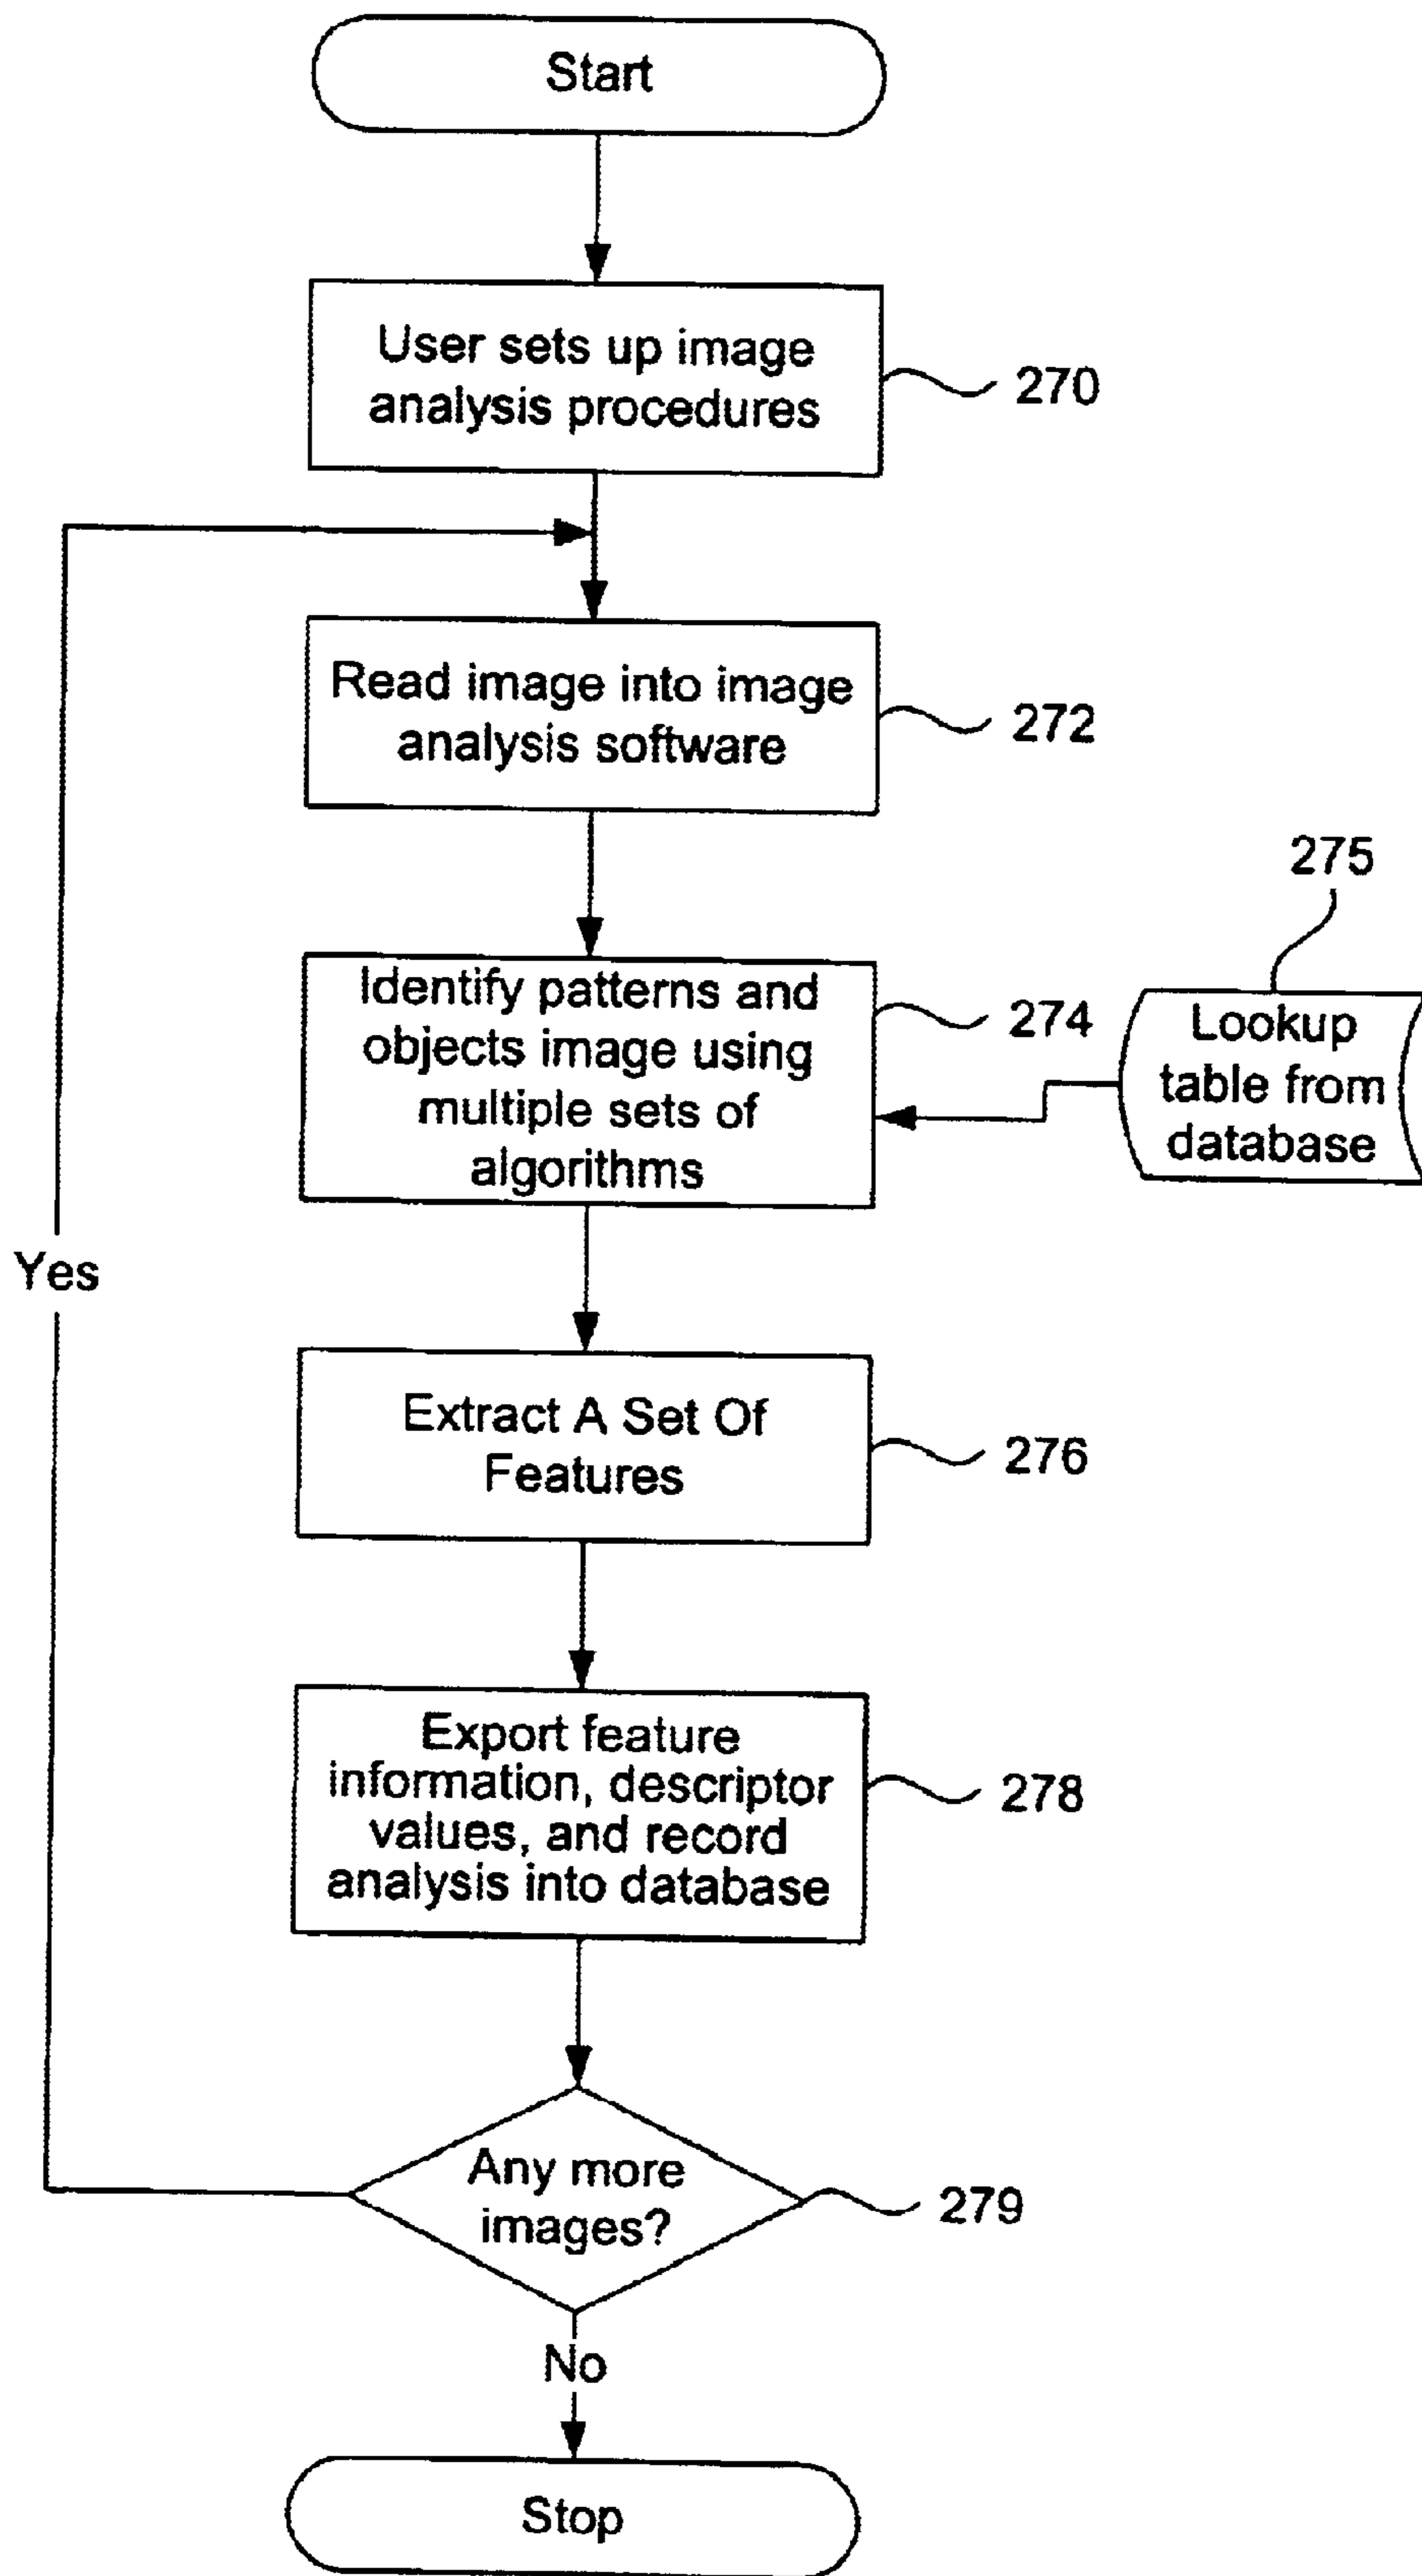 Start
User sets up image
analysis procedures
270
Read image into image
analysis software
272
275
Identify patterns and
objects image using
multiple sets of
algorithms
274
Lookup
table from
database
Yes
Extract A Set Of
Features
276
Export feature
information, descriptor
values, and record
analysis into database
278
Any more
images?
279
No
Stop